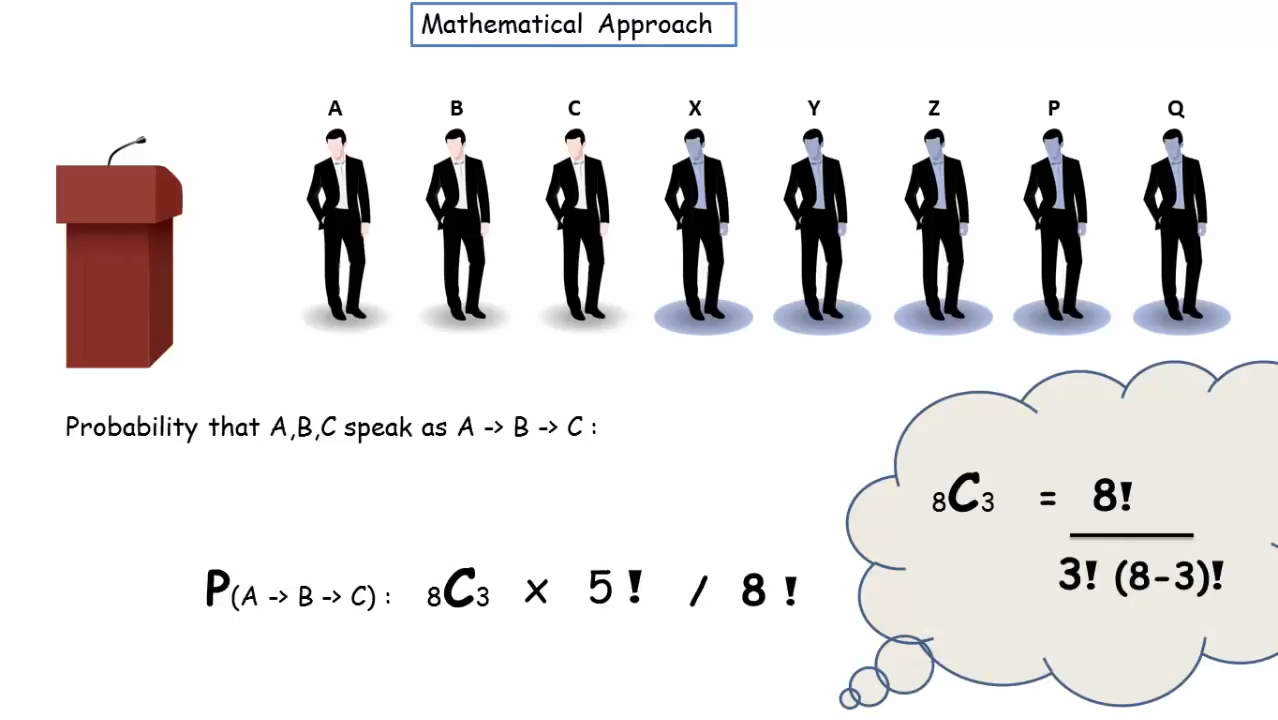 Mathematical Approach
A B C X Y Z P Q
Probability that A,B,C speak as A -> B -> C :
8C3 = 8!
3! (8-3)!
P(A -> B -> C) : 8C3 x 5 ! / 8 !